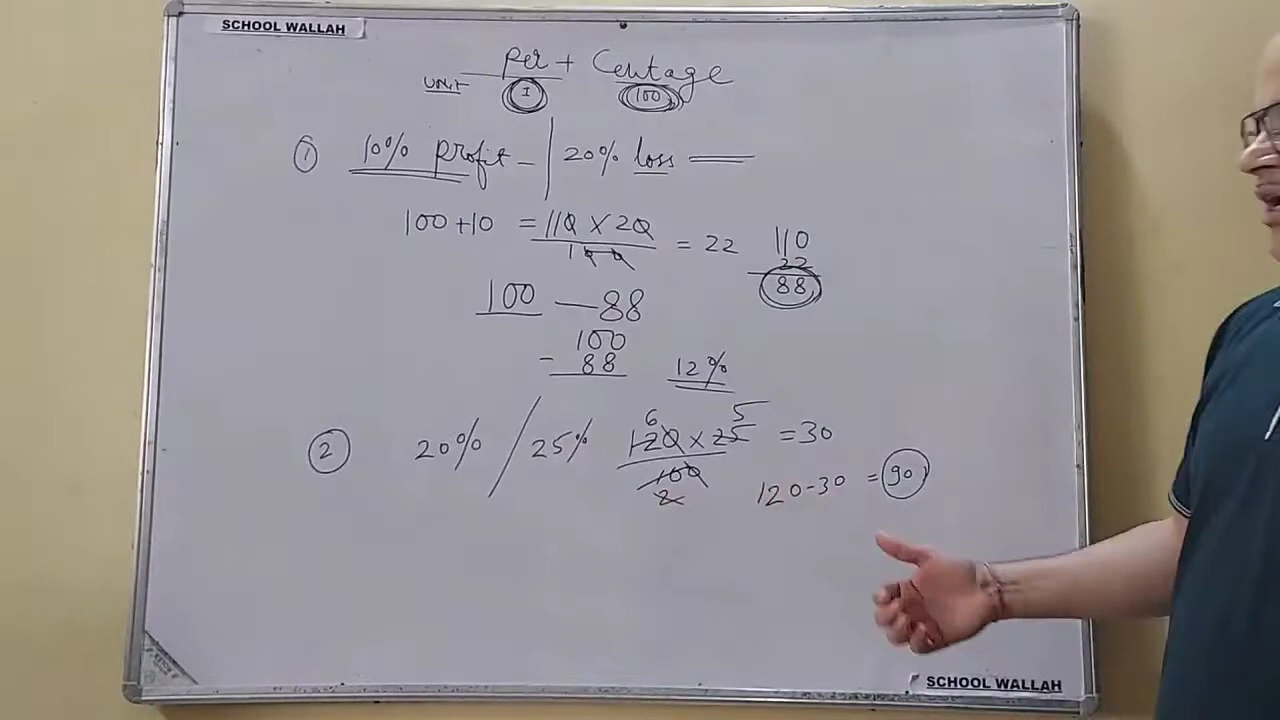 SCHOOL WALLAH
Per + Centage
UNIT 1 100
① 10% Profit - | 20% loss
100 + 10 = 110 X 20 / 100 = 22
110
22
88
100 — 88
100
- 88
12%
② 20% / 25% 120 x 25 / 100 = 30
6 5
2
120 - 30 = 90
SCHOOL WALLAH